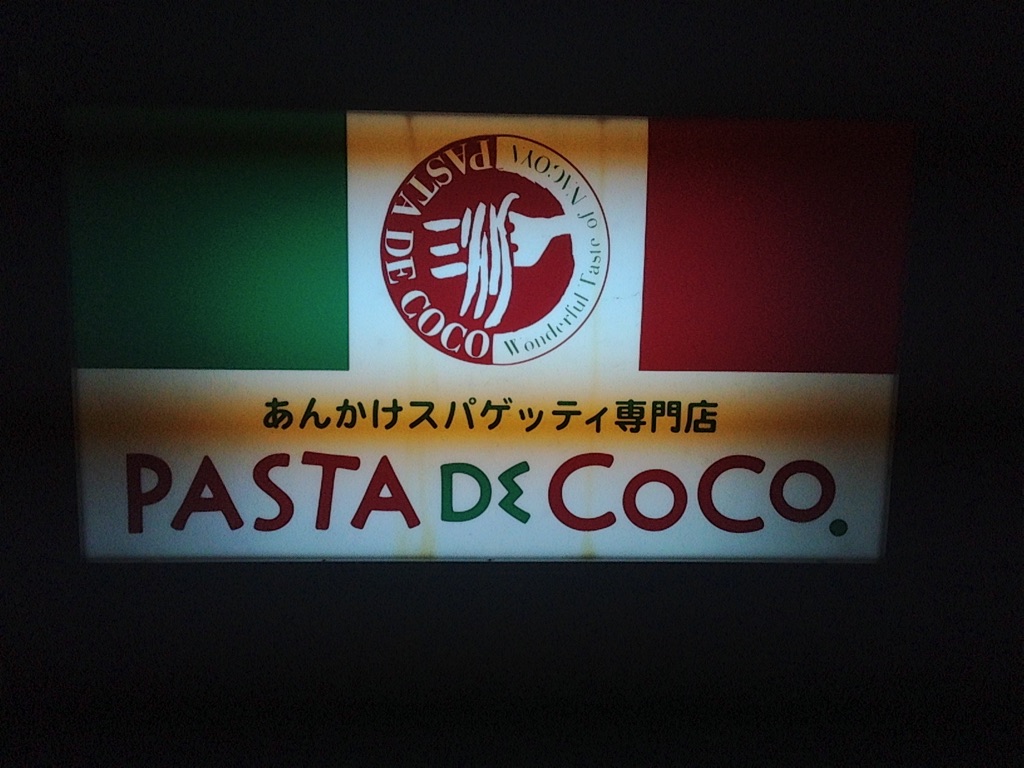 PASTA DE COCO
Wonderful Taste of NAGOYA
あんかけスパゲッティ専門店
PASTA DE COCO.